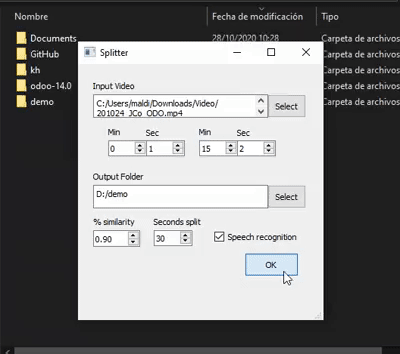 Nombre Fecha de modificación Tipo
Documents 28/10/2020 10:28 Carpeta de archivos
GitHub Carpeta de archivos
kh Carpeta de archivos
odoo-14.0 Carpeta de archivos
demo Carpeta de archivos
Splitter
Input Video
C:/Users/maldi/Downloads/Video/
201024_JCo_ODO.mp4
Select
Min Sec Min Sec
0 1 15 2
Output Folder
D:/demo
Select
% similarity Seconds split
0.90 30 Speech recognition
OK